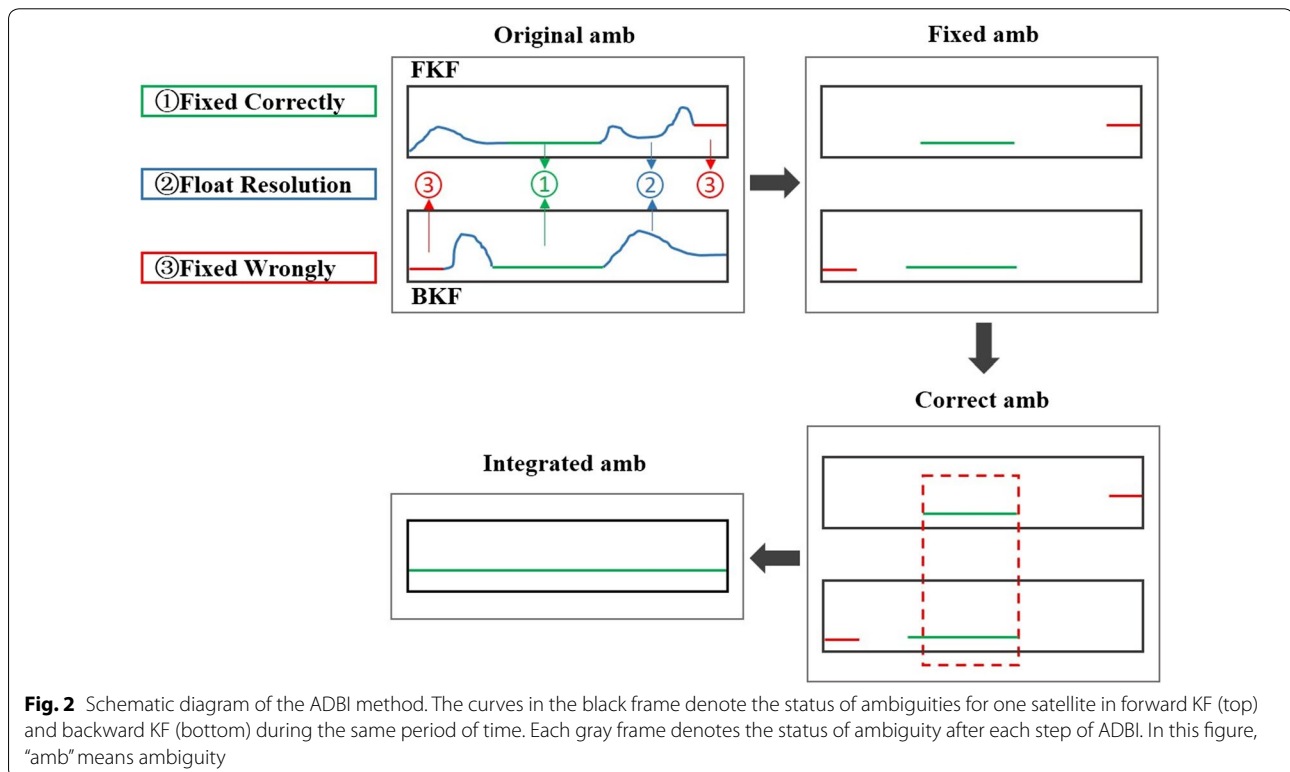 Original amb
Fixed amb
FKF
①Fixed Correctly
②Float Resolution
③Fixed Wrongly
③ ① ② ③
BKF
Correct amb
Integrated amb
Fig. 2 Schematic diagram of the ADBI method. The curves in the black frame denote the status of ambiguities for one satellite in forward KF (top)
and backward KF (bottom) during the same period of time. Each gray frame denotes the status of ambiguity after each step of ADBI. In this figure,
“amb” means ambiguity